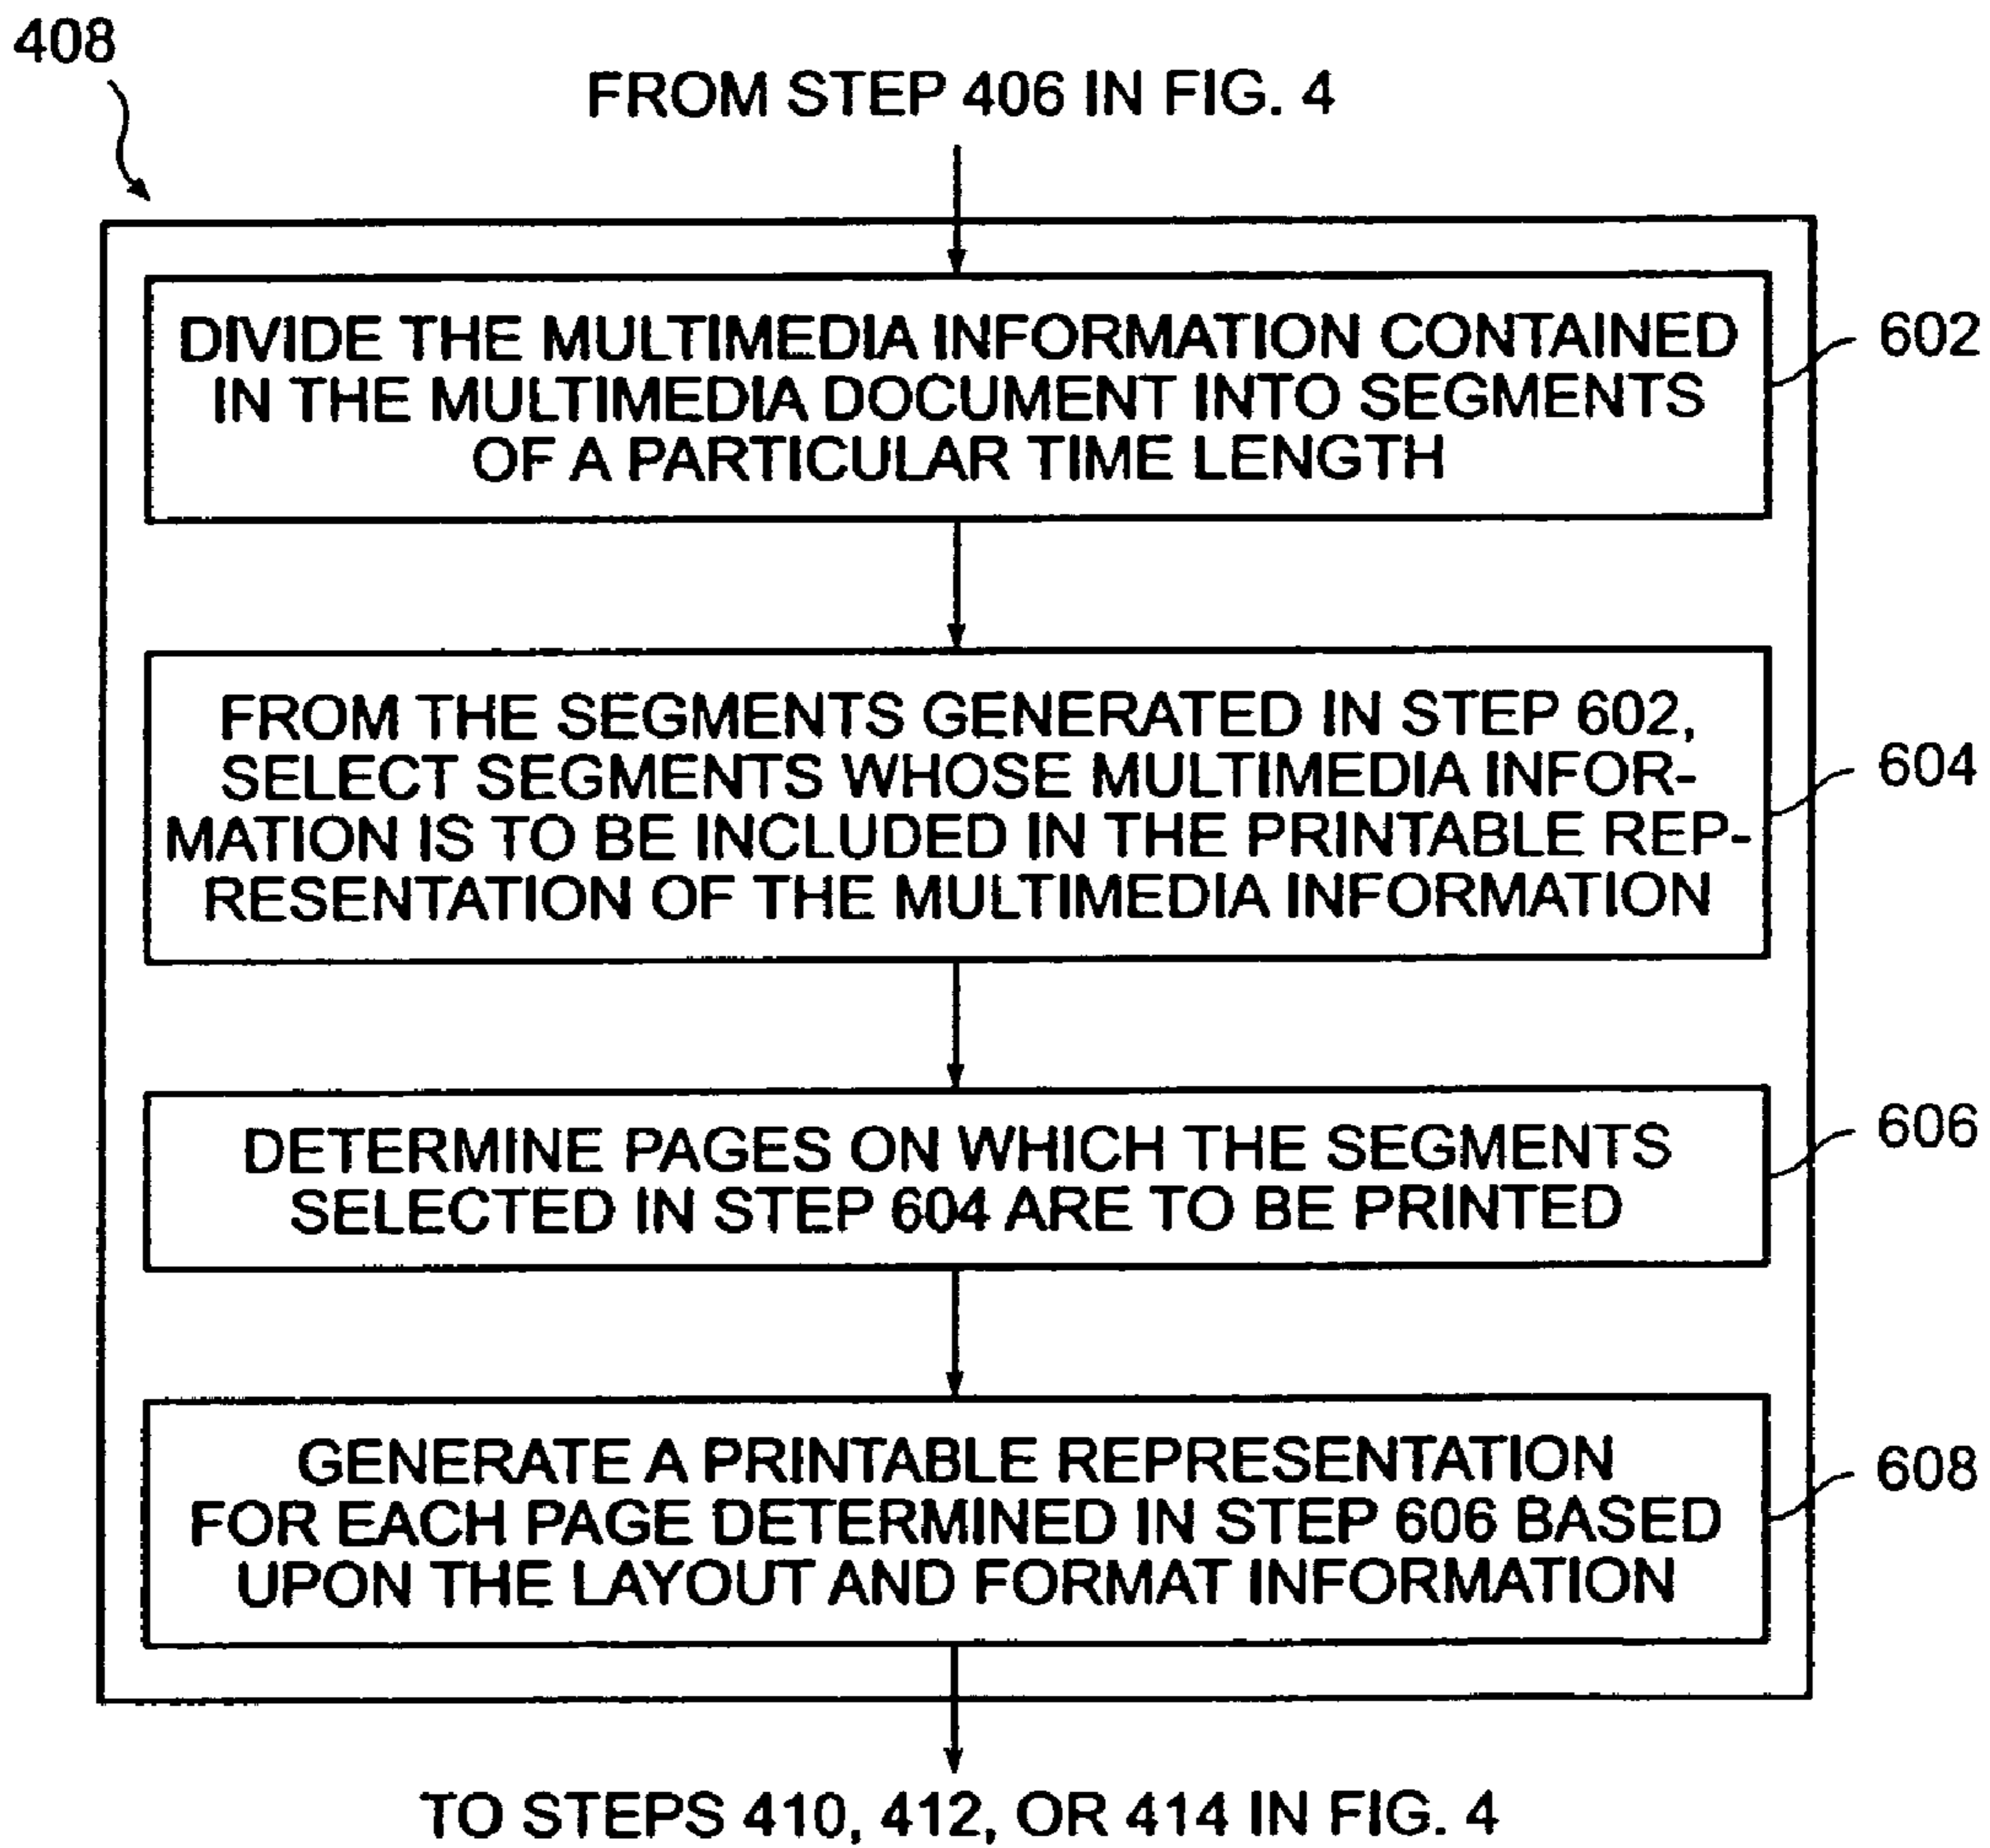 408
FROM STEP 406 IN FIG. 4
DIVIDE THE MULTIMEDIA INFORMATION CONTAINED
IN THE MULTIMEDIA DOCUMENT INTO SEGMENTS
OF A PARTICULAR TIME LENGTH
602
FROM THE SEGMENTS GENERATED IN STEP 602,
SELECT SEGMENTS WHOSE MULTIMEDIA INFOR-
MATION IS TO BE INCLUDED IN THE PRINTABLE REP-
RESENTATION OF THE MULTIMEDIA INFORMATION
604
DETERMINE PAGES ON WHICH THE SEGMENTS
SELECTED IN STEP 604 ARE TO BE PRINTED
606
GENERATE A PRINTABLE REPRESENTATION
FOR EACH PAGE DETERMINED IN STEP 606 BASED
UPON THE LAYOUT AND FORMAT INFORMATION
608
TO STEPS 410, 412, OR 414 IN FIG. 4